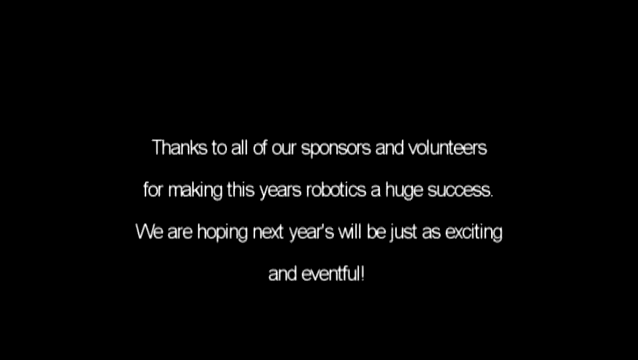 Thanks to all of our sponsors and volunteers
for making this years robotics a huge success.
We are hoping next year's will be just as exciting
and eventful!